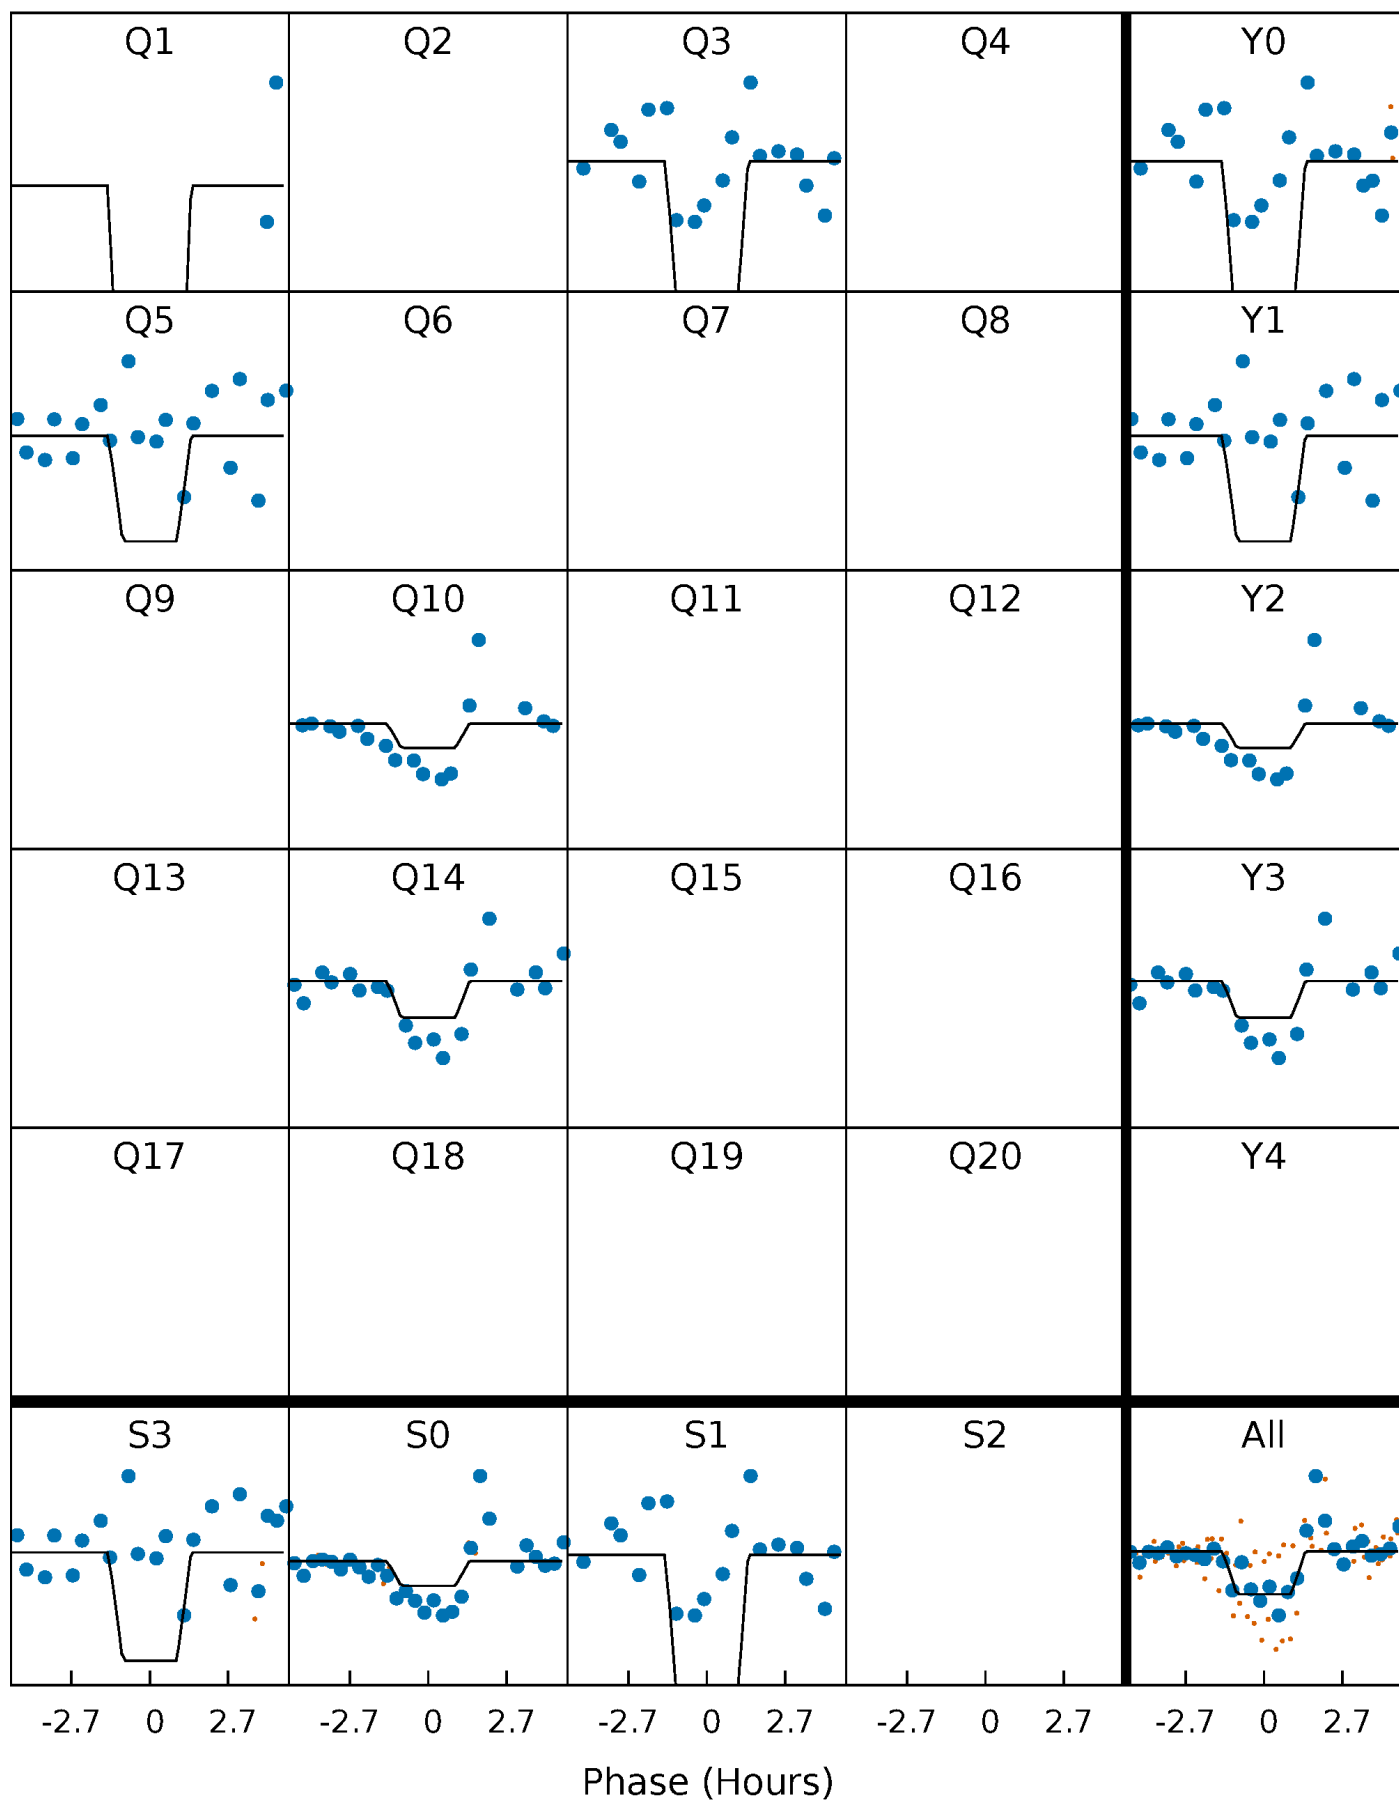 Q1 Q2 Q3 Q4 Y0
Q5 Q6 Q7 Q8 Y1
Q9 Q10 Q11 Q12 Y2
Q13 Q14 Q15 Q16 Y3
Q17 Q18 Q19 Q20 Y4
S3 S0 S1 S2 All
-2.7 0 2.7 -2.7 0 2.7 -2.7 0 2.7 -2.7 0 2.7 -2.7 0 2.7
Phase (Hours)